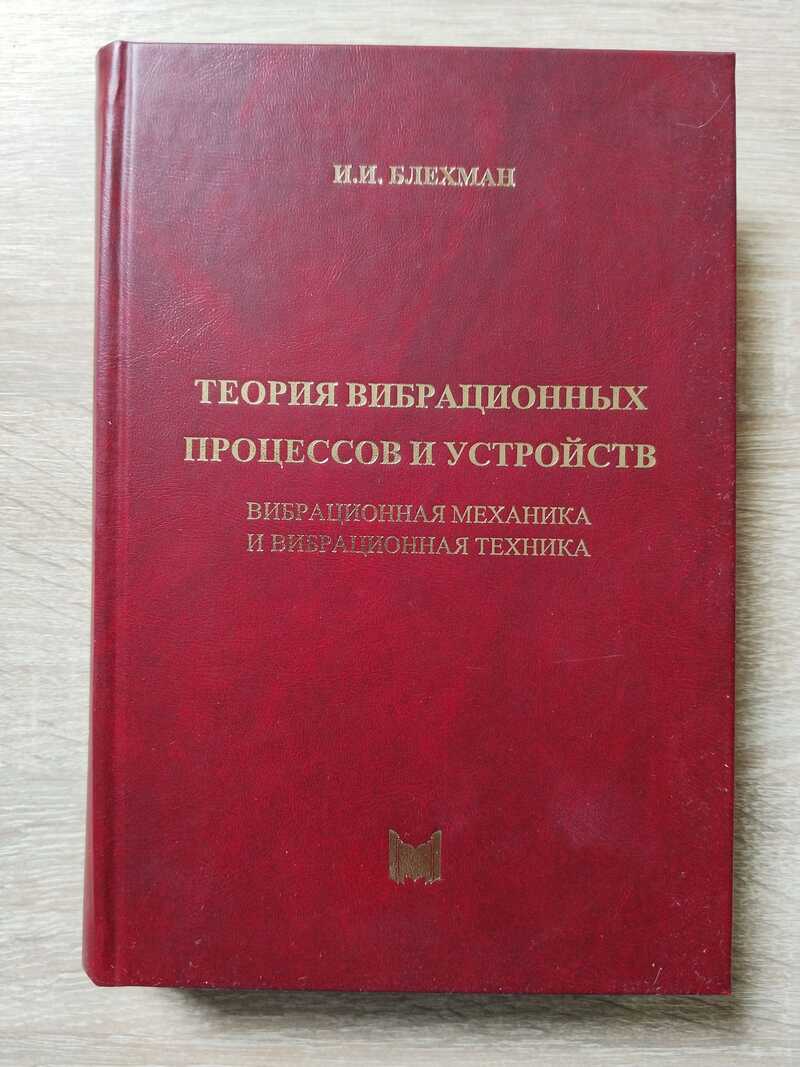 И.И. БЛЕХМАН
ТЕОРИЯ ВИБРАЦИОННЫХ
ПРОЦЕССОВ И УСТРОЙСТВ
ВИБРАЦИОННАЯ МЕХАНИКА
И ВИБРАЦИОННАЯ ТЕХНИКА